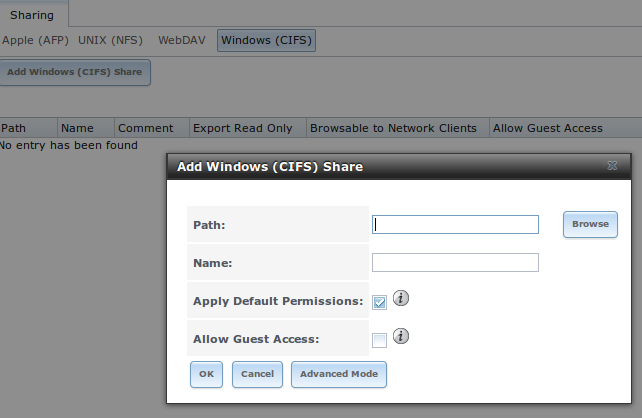 Sharing
Apple (AFP) UNIX (NFS) WebDAV Windows (CIFS)
Add Windows (CIFS) Share
Path Name Comment Export Read Only Browsable to Network Clients Allow Guest Access
No entry has been found
Add Windows (CIFS) Share
Path: Browse
Name:
Apply Default Permissions: i
Allow Guest Access: i
OK Cancel Advanced Mode